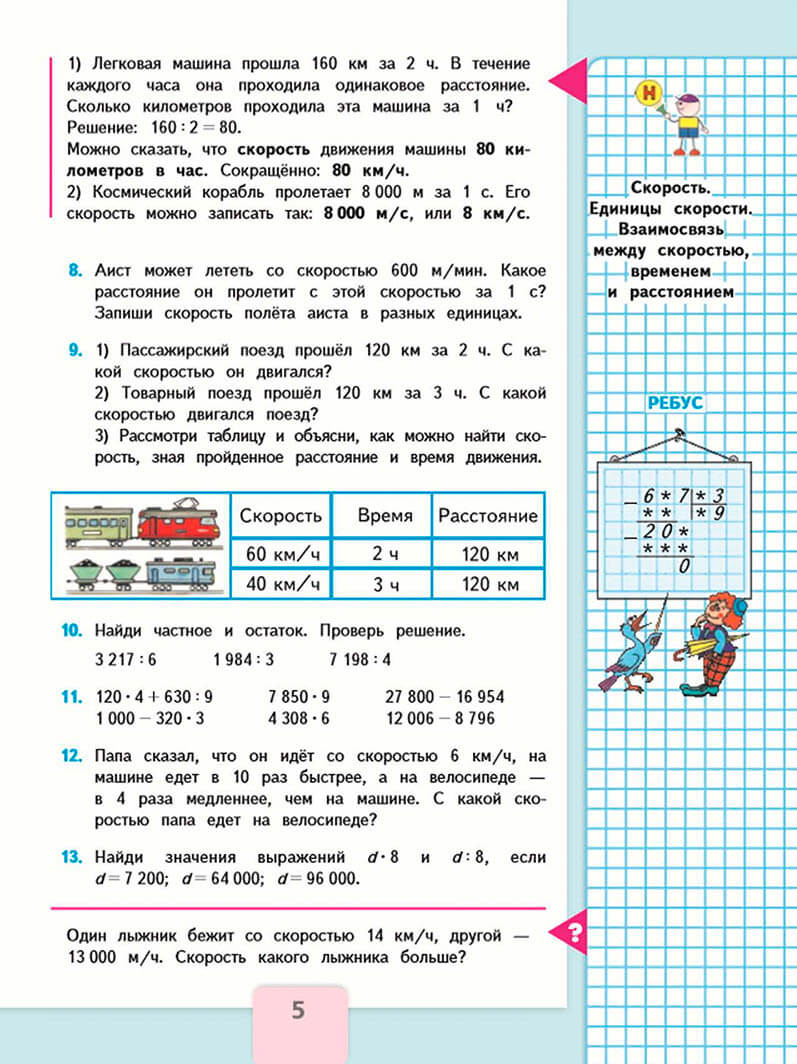 1) Легковая машина прошла 160 км за 2 ч. В течение
каждого часа она проходила одинаковое расстояние.
Сколько километров проходила эта машина за 1 ч?
Решение: 160 : 2 = 80.
Можно сказать, что скорость движения машины 80 ки-
лометров в час. Сокращённо: 80 км/ч.
2) Космический корабль пролетает 8 000 м за 1 с. Его
скорость можно записать так: 8 000 м/с, или 8 км/с.
8. Аист может лететь со скоростью 600 м/мин. Какое
расстояние он пролетит с этой скоростью за 1 с?
Запиши скорость полёта аиста в разных единицах.
9. 1) Пассажирский поезд прошёл 120 км за 2 ч. С ка-
кой скоростью он двигался?
2) Товарный поезд прошёл 120 км за 3 ч. С какой
скоростью двигался поезд?
3) Рассмотри таблицу и объясни, как можно найти ско-
рость, зная пройденное расстояние и время движения.
Скорость Время Расстояние
60 км/ч 2 ч 120 км
40 км/ч 3 ч 120 км
10. Найди частное и остаток. Проверь решение.
3 217 : 6 1 984 : 3 7 198 : 4
11. 120 · 4 + 630 : 9 7 850 · 9 27 800 − 16 954
1 000 − 320 · 3 4 308 · 6 12 006 − 8 796
12. Папа сказал, что он идёт со скоростью 6 км/ч, на
машине едет в 10 раз быстрее, а на велосипеде —
в 4 раза медленнее, чем на машине. С какой ско-
ростью папа едет на велосипеде?
13. Найди значения выражений d · 8 и d : 8, если
d = 7 200; d = 64 000; d = 96 000.
Один лыжник бежит со скоростью 14 км/ч, другой —
13 000 м/ч. Скорость какого лыжника больше?
?
5
Н
Скорость.
Единицы скорости.
Взаимосвязь
между скоростью,
временем
и расстоянием
РЕБУС
− 6 * 7 | * 3
* * | * 9
− 2 0 *
* * *
0